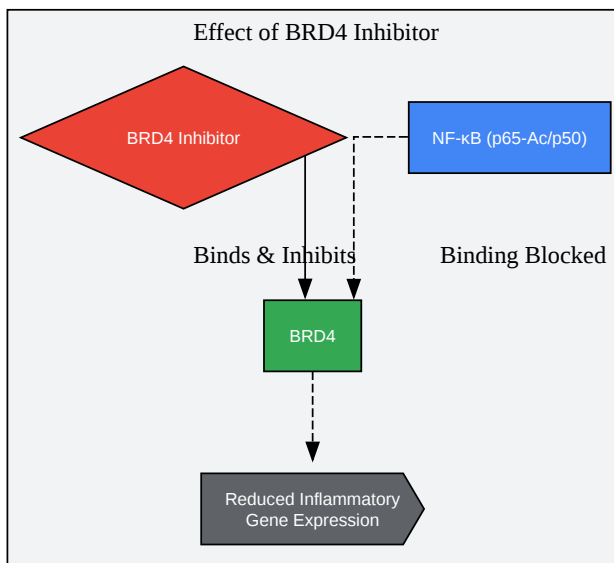 Effect of BRD4 Inhibitor
BRD4 Inhibitor
NF-κB (p65-Ac/p50)
Binds & Inhibits
Binding Blocked
BRD4
Reduced Inflammatory
Gene Expression